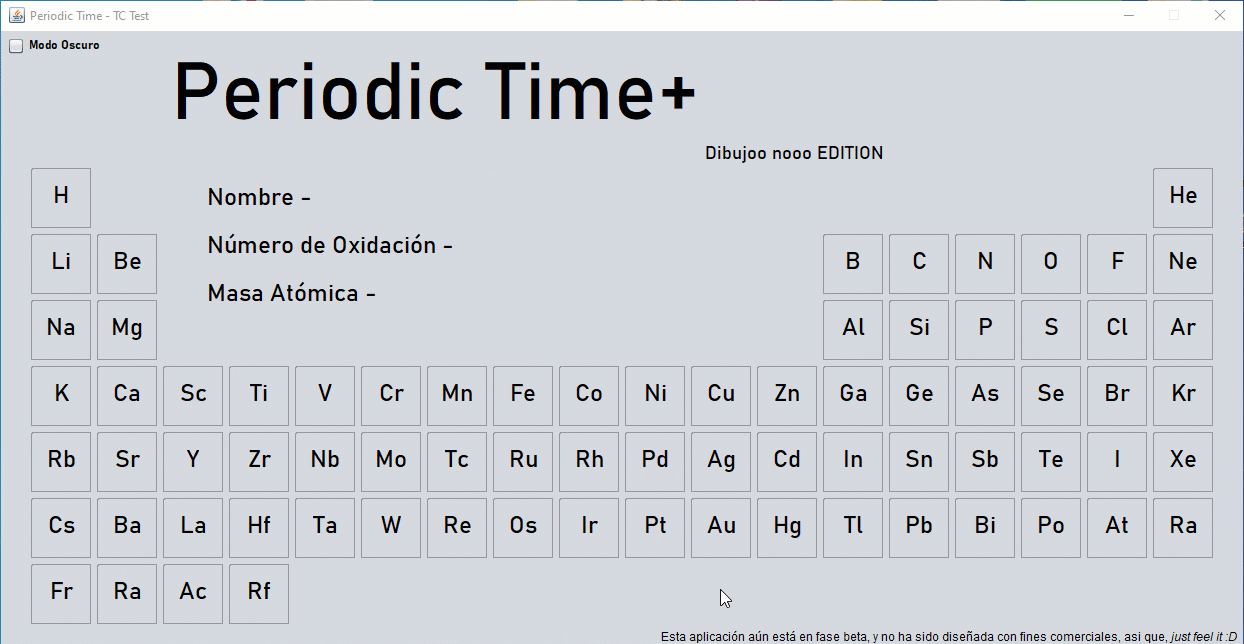 Periodic Time - TC Test
Modo Oscuro
Periodic Time+
Dibujoo nooo EDITION
H He
Nombre -
Li Be B C N O F Ne
Número de Oxidación -
Masa Atómica -
Na Mg Al Si P S Cl Ar
K Ca Sc Ti V Cr Mn Fe Co Ni Cu Zn Ga Ge As Se Br Kr
Rb Sr Y Zr Nb Mo Tc Ru Rh Pd Ag Cd In Sn Sb Te I Xe
Cs Ba La Hf Ta W Re Os Ir Pt Au Hg Tl Pb Bi Po At Ra
Fr Ra Ac Rf
Esta aplicación aún está en fase beta, y no ha sido diseñada con fines comerciales, asi que, just feel it :D